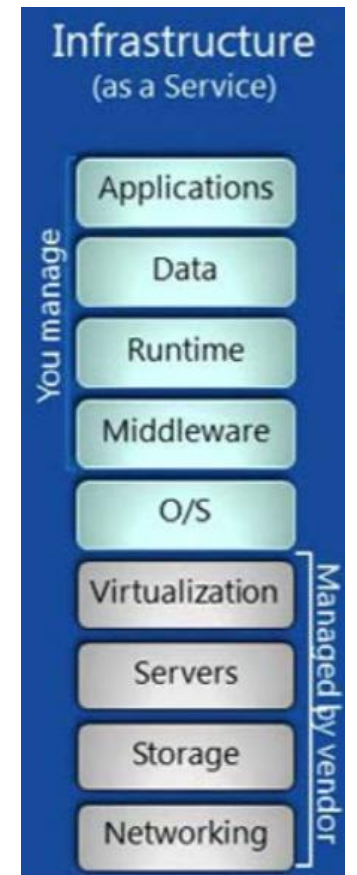 Infrastructure
(as a Service)
You manage
Applications
Data
Runtime
Middleware
O/S
Virtualization
Servers
Storage
Networking
Managed by vendor